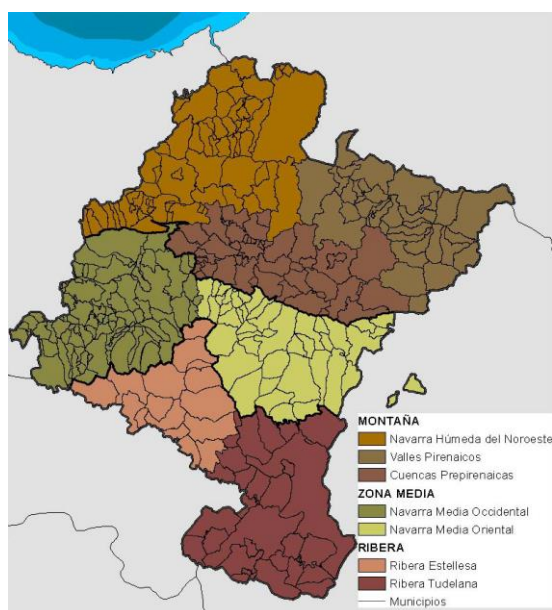 MONTAÑA
Navarra Húmeda del Noroeste
Valles Pirenaicos
Cuencas Prepirenaicas
ZONA MEDIA
Navarra Media Occidental
Navarra Media Oriental
RIBERA
Ribera Estellesa
Ribera Tudelana
Municipios